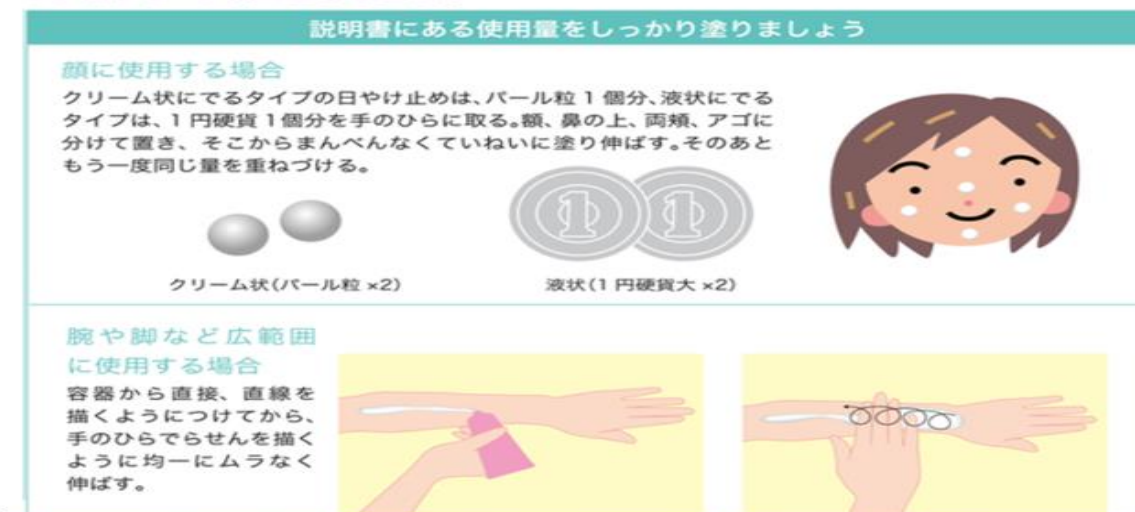 説明書にある使用量をしっかり塗りましょう
顔に使用する場合
クリーム状にでるタイプの日やけ止めは、パール粒 1 個分、液状にでる
タイプは、1 円硬貨 1個分を手のひらに取る。額、鼻の上、両頬、アゴに
分けて置き、そこからまんべんなくていねいに塗り伸ばす。そのあと
もう一度同じ量を重ねづける。
1 1
クリーム状(パール粒 ×2)
液状(1 円硬貨大 ×2)
腕や脚など広範囲
に使用する場合
容器から直接、直線を
描くようにつけてから、
手のひらでらせんを描く
ように均一にムラなく
伸ばす。